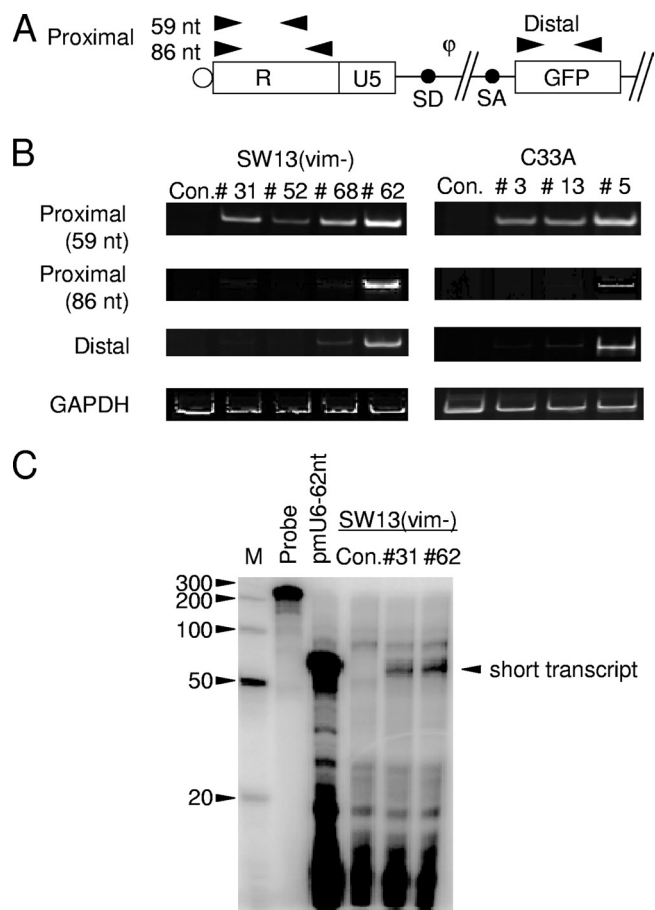 A
Proximal
59 nt
86 nt
Distal
φ
R U5 SD SA GFP
B
SW13(vim-)
C33A
Con. # 31 # 52 # 68 # 62
Con. # 3 # 13 # 5
Proximal
(59 nt)
Proximal
(86 nt)
Distal
GAPDH
C
M Probe pmU6-62nt
SW13(vim-)
Con.#31 #62
300
200
100
50
20
short transcript